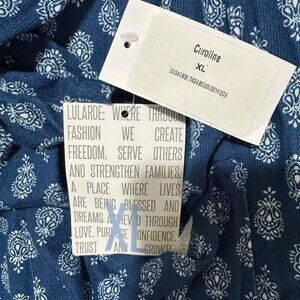 Caroline
XL
LULAROE: WHERE THROUGH
FASHION WE CREATE
FREEDOM, SERVE OTHERS
AND STRENGTHEN FAMILIES.
A PLACE WHERE LIVES
ARE BEING BLESSED AND
DREAMS ACHIEVED THROUGH
LOVE, PURPOSE, CONFIDENCE,
TRUST AND GROWTH.
XL